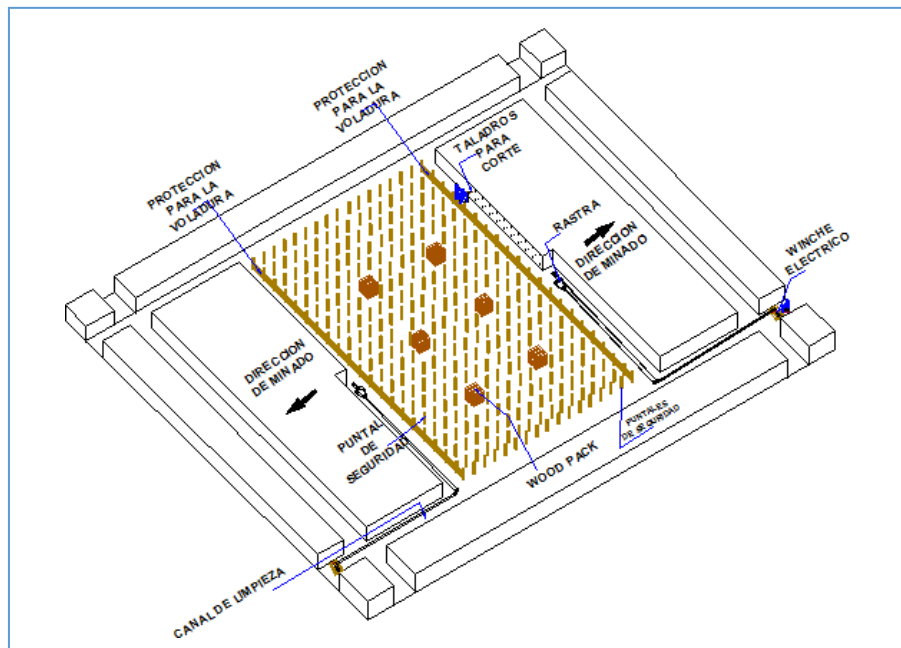 PROTECCION
PARA LA
VOLADURA
PROTECCION
PARA LA
VOLADURA
TALADROS
PARA
CORTE
RASTRA
DIRECCION
DE MINADO
WINCHE
ELECTRICO
DIRECCION
DE MINADO
PUNTAL
DE
SEGURIDAD
PUNTALES
DE SEGURIDAD
WOOD PACK
CANAL DE LIMPIEZA